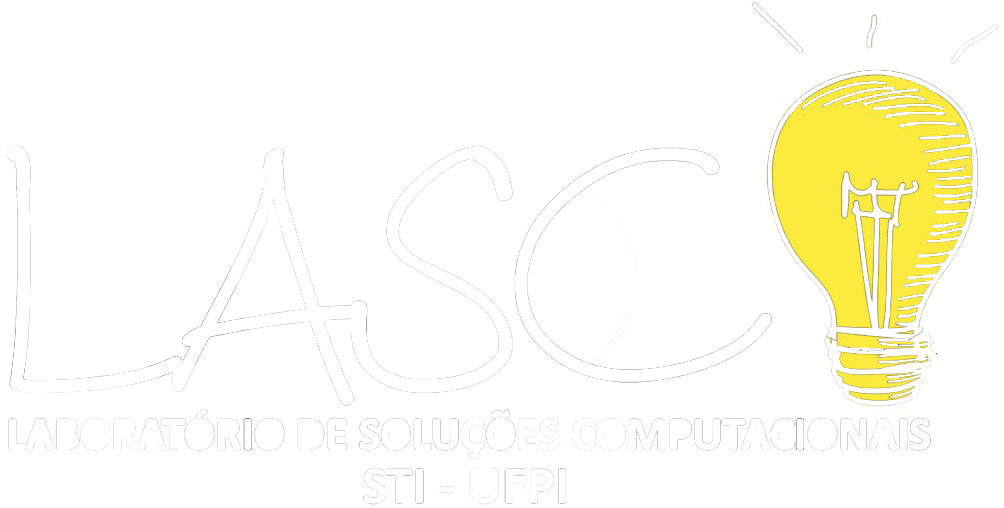 LASC
LABORATÓRIO DE SOLUÇÕES COMPUTACIONAIS
STI - UFPI